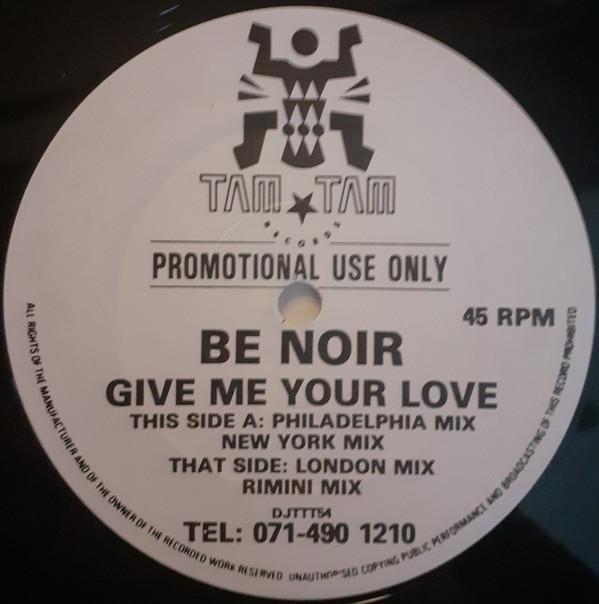 TAM TAM
RECORDS
PROMOTIONAL USE ONLY
45 RPM
BE NOIR
GIVE ME YOUR LOVE
THIS SIDE A: PHILADELPHIA MIX
NEW YORK MIX
THAT SIDE: LONDON MIX
RIMINI MIX
DJTTT54
TEL: 071-490 1210
ALL RIGHTS OF THE MANUFACTURER AND OF THE OWNER OF THE RECORDED WORK RESERVED UNAUTHORISED COPYING PUBLIC PERFORMANCE AND BROADCASTING OF THIS RECORD PROHIBITED